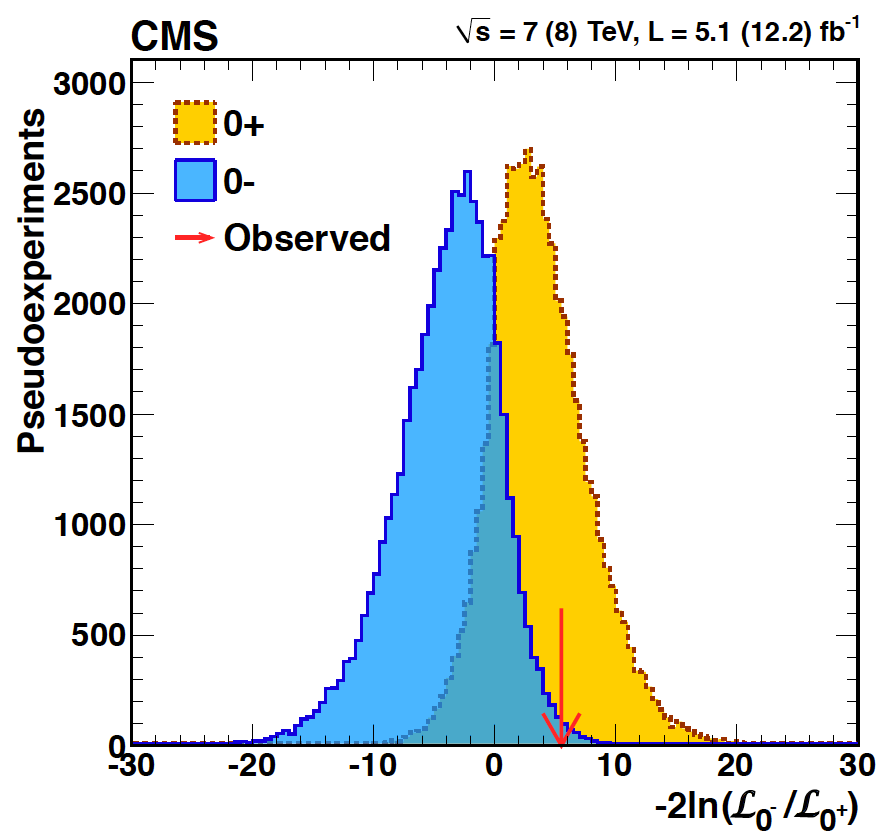 CMS √s = 7 (8) TeV, L = 5.1 (12.2) fb⁻¹
Pseudoexperiments
3000
2500
2000
1500
1000
500
0
0+
0-
Observed
-30 -20 -10 0 10 20 30
-2ln(ℒ₀⁻/ℒ₀⁺)